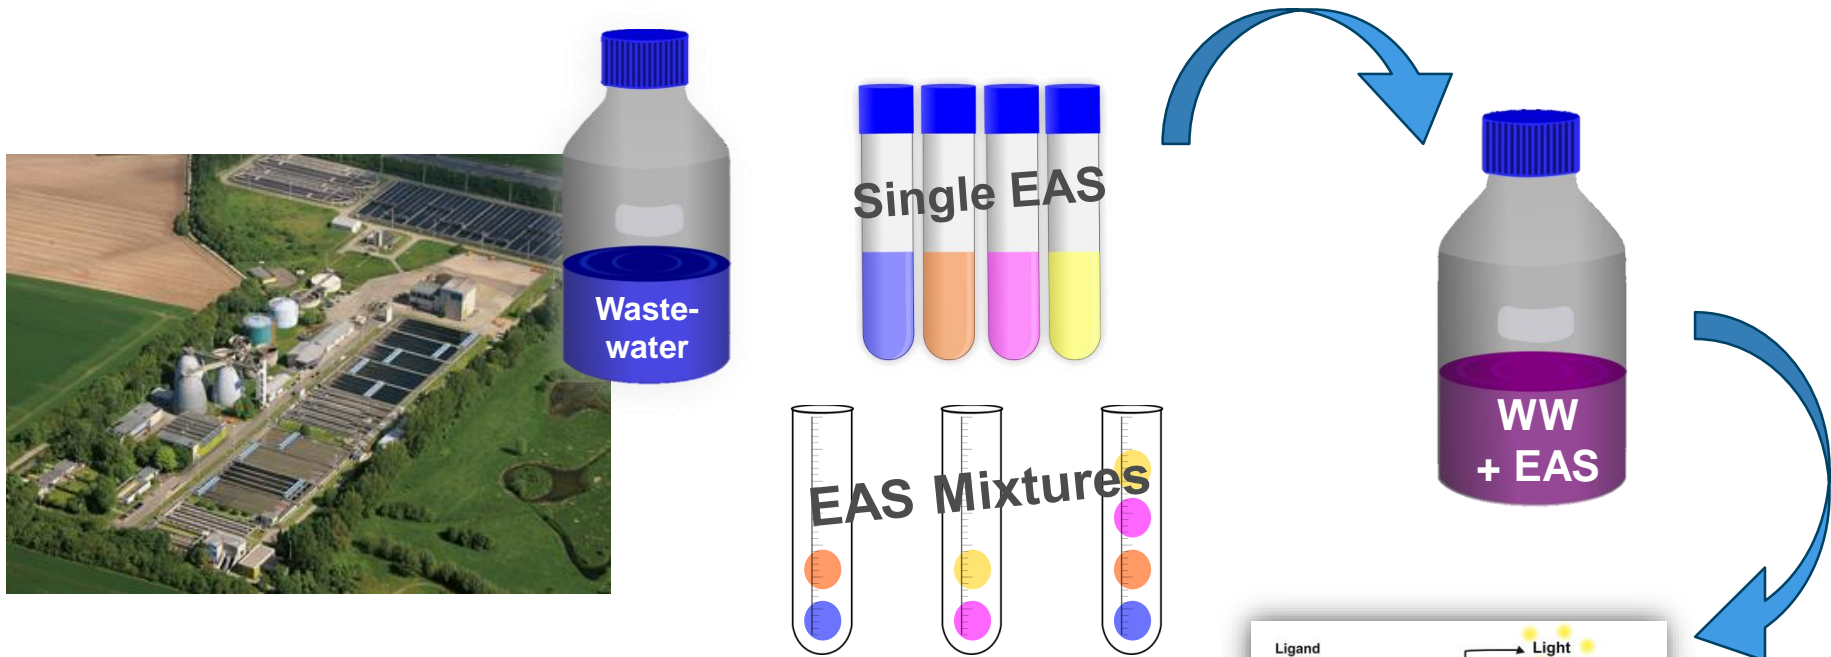 Waste-
water
Single EAS
EAS Mixtures
WW
+ EAS
Ligand
Light